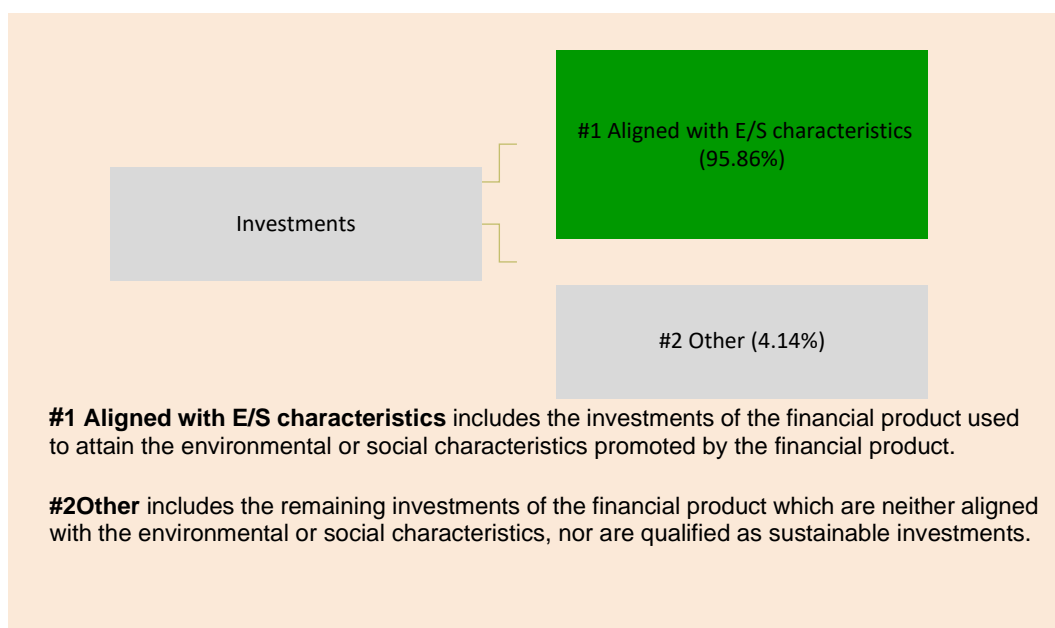 #1 Aligned with E/S characteristics
(95.86%)
Investments
#2 Other (4.14%)
#1 Aligned with E/S characteristics includes the investments of the financial product used
to attain the environmental or social characteristics promoted by the financial product.
#2Other includes the remaining investments of the financial product which are neither aligned
with the environmental or social characteristics, nor are qualified as sustainable investments.